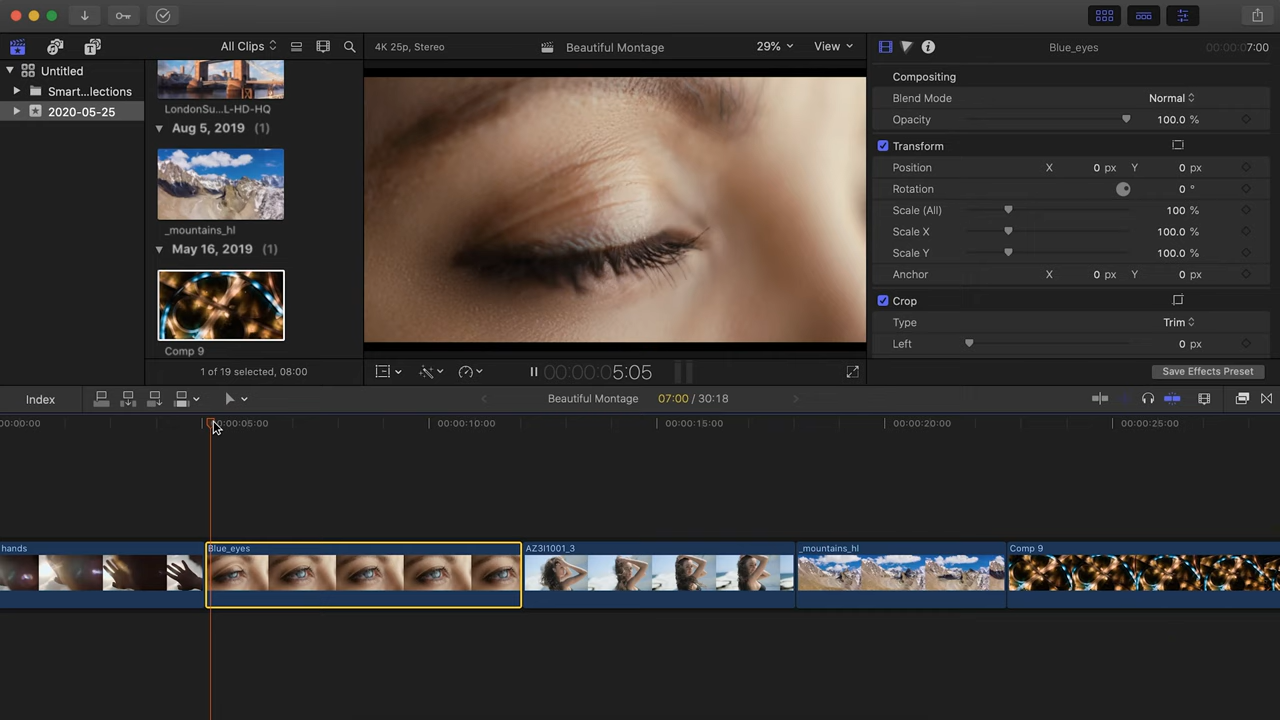 All Clips
4K 25p, Stereo
Beautiful Montage
29%
View
Blue_eyes
7:00
Untitled
Smart...lections
2020-05-25
LondonSu...L-HD-HQ
Aug 5, 2019 (1)
_mountains_hl
May 16, 2019 (1)
Comp 9
1 of 19 selected, 08:00
00:00:05:05
Compositing
Blend Mode Normal
Opacity 100.0 %
Transform
Position X 0 px Y 0 px
Rotation 0 °
Scale (All) 100 %
Scale X 100.0 %
Scale Y 100.0 %
Anchor X 0 px Y 0 px
Crop
Type Trim
Left 0 px
Save Effects Preset
Index
Beautiful Montage
07:00 / 30:18
00:00:00 00:00:05:00 00:00:10:00 00:00:15:00 00:00:20:00 00:00:25:00
hands Blue_eyes AZ3I1001_3 _mountains_hl Comp 9